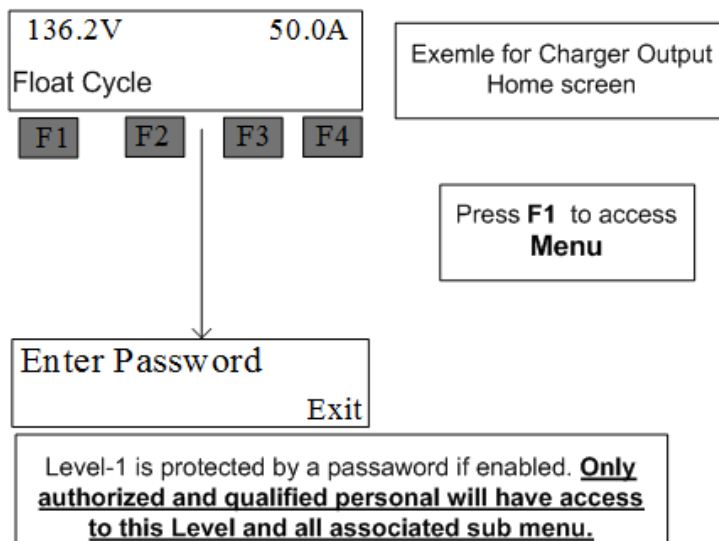 136.2V 50.0A
Float Cycle
F1 F2 F3 F4
Exemle for Charger Output
Home screen
Press F1 to access
Menu
Enter Password
Exit
Level-1 is protected by a passaword if enabled. Only
authorized and qualified personal will have access
to this Level and all associated sub menu.